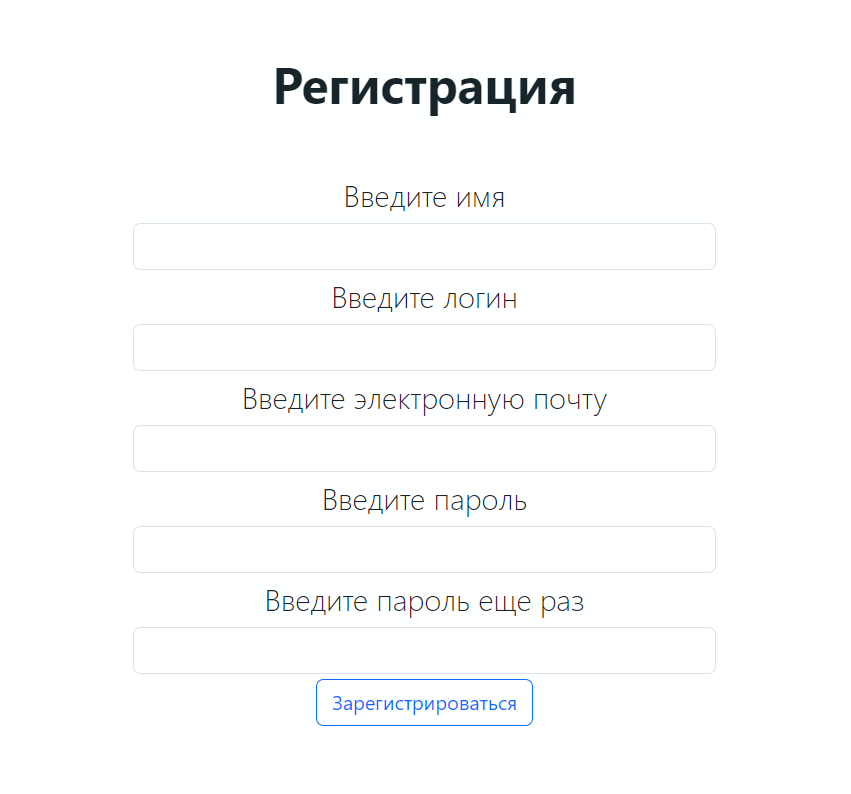 Регистрация
Введите имя
Введите логин
Введите электронную почту
Введите пароль
Введите пароль еще раз
Зарегистрироваться